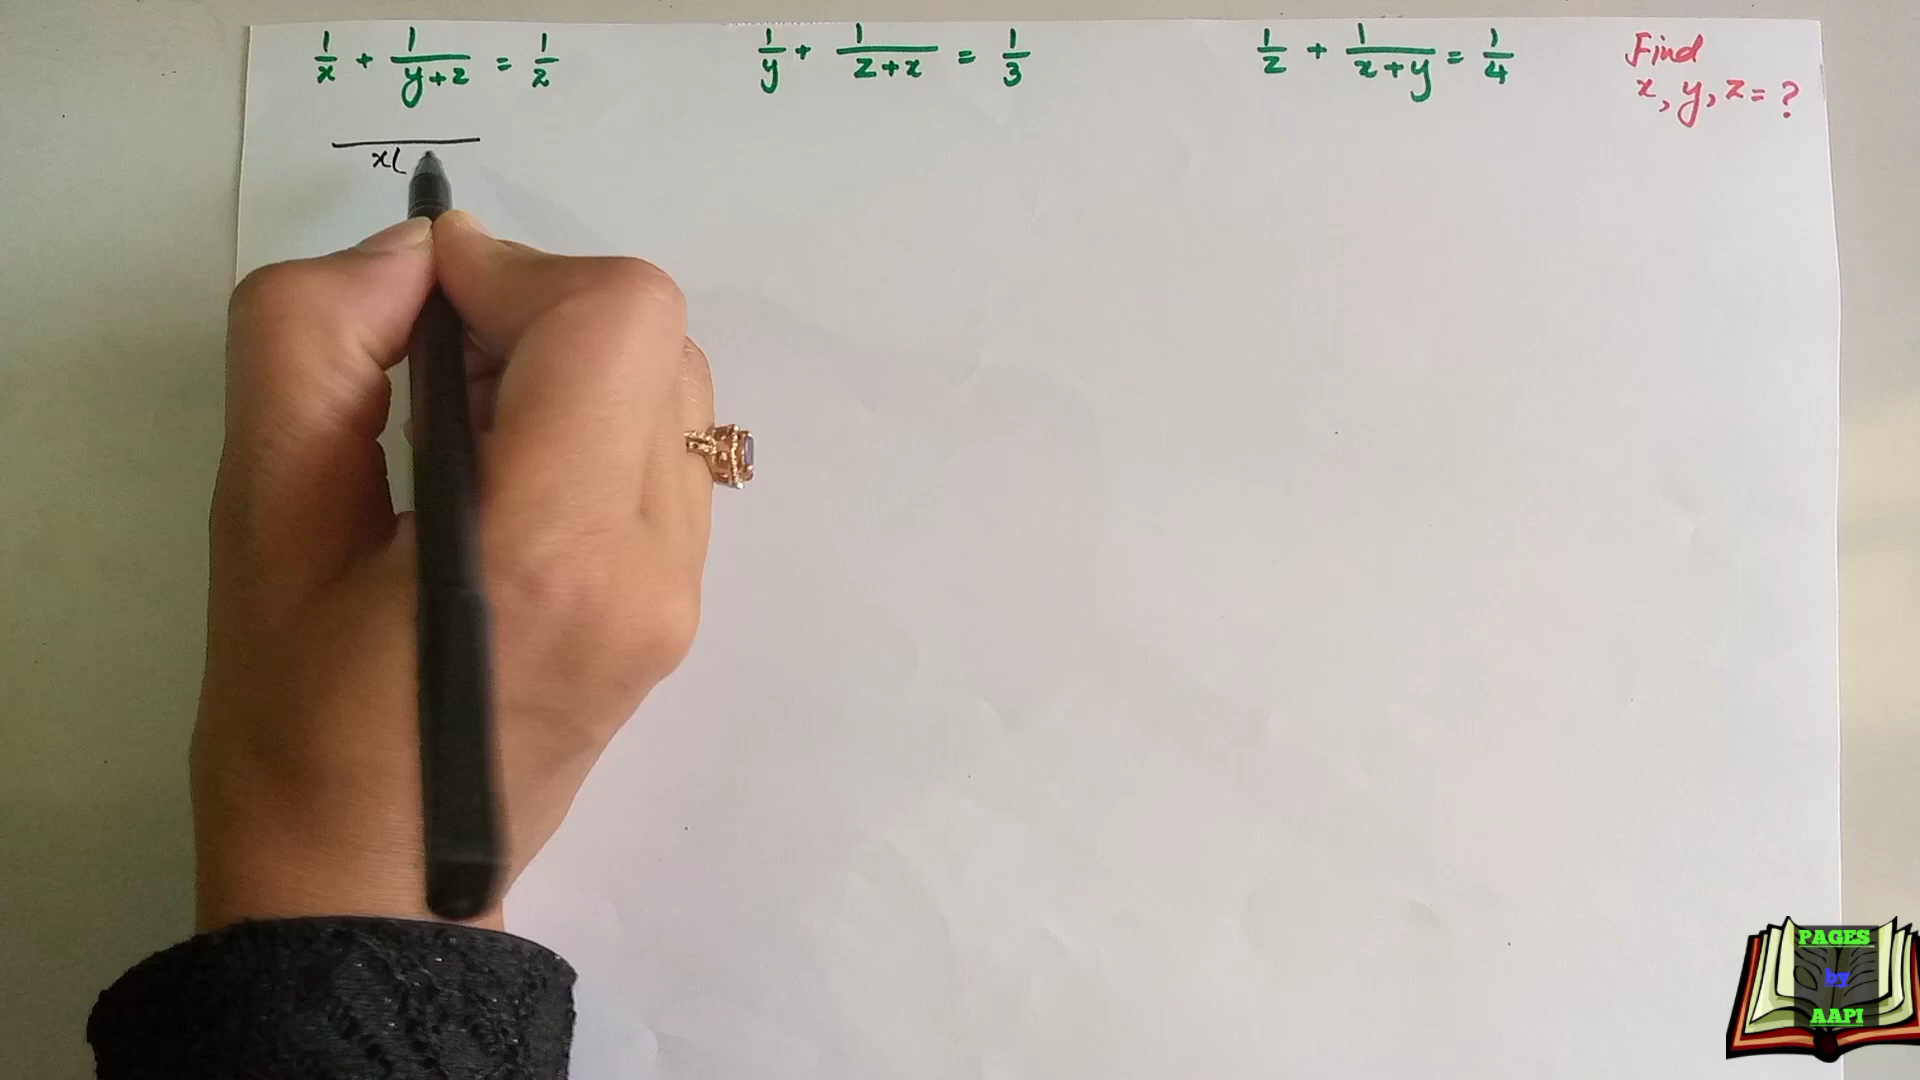 1/x + 1/(y+z) = 1/2    1/y + 1/(z+x) = 1/3    1/z + 1/(x+y) = 1/4    Find
x, y, z = ?
x(
PAGES
by
AAPI